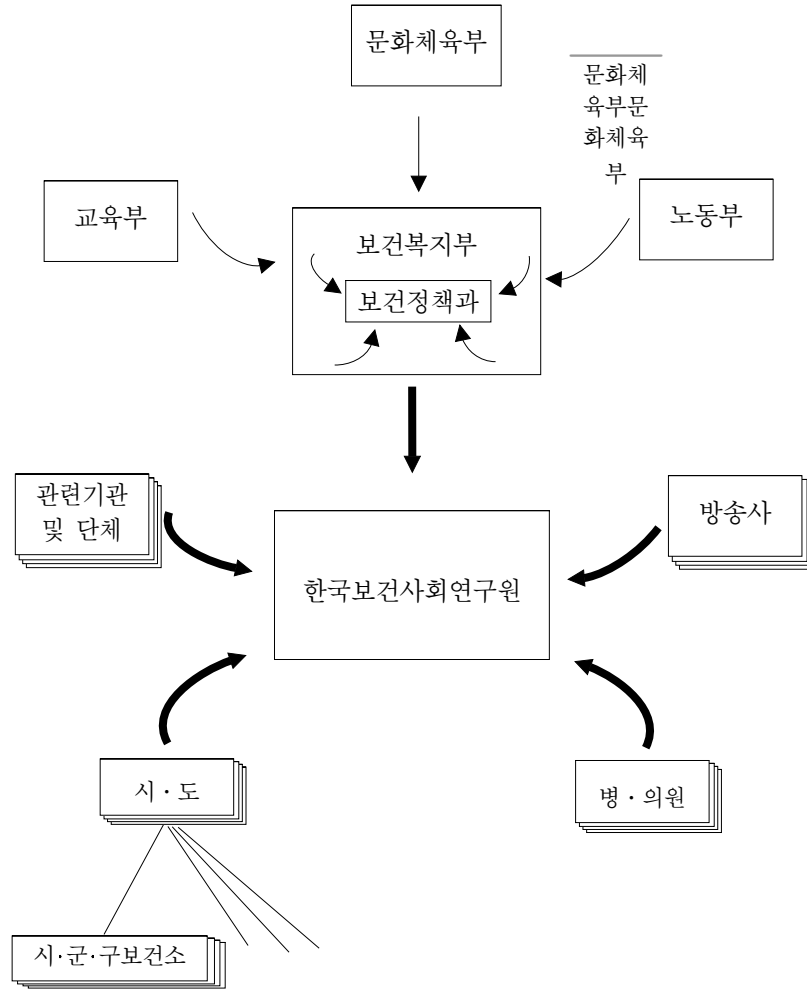 문화체육부
문화체
육부문
화체육
부
교육부
노동부
보건복지부
보건정책과
관련기관
및 단체
방송사
한국보건사회연구원
시·도
병·의원
시·군·구보건소